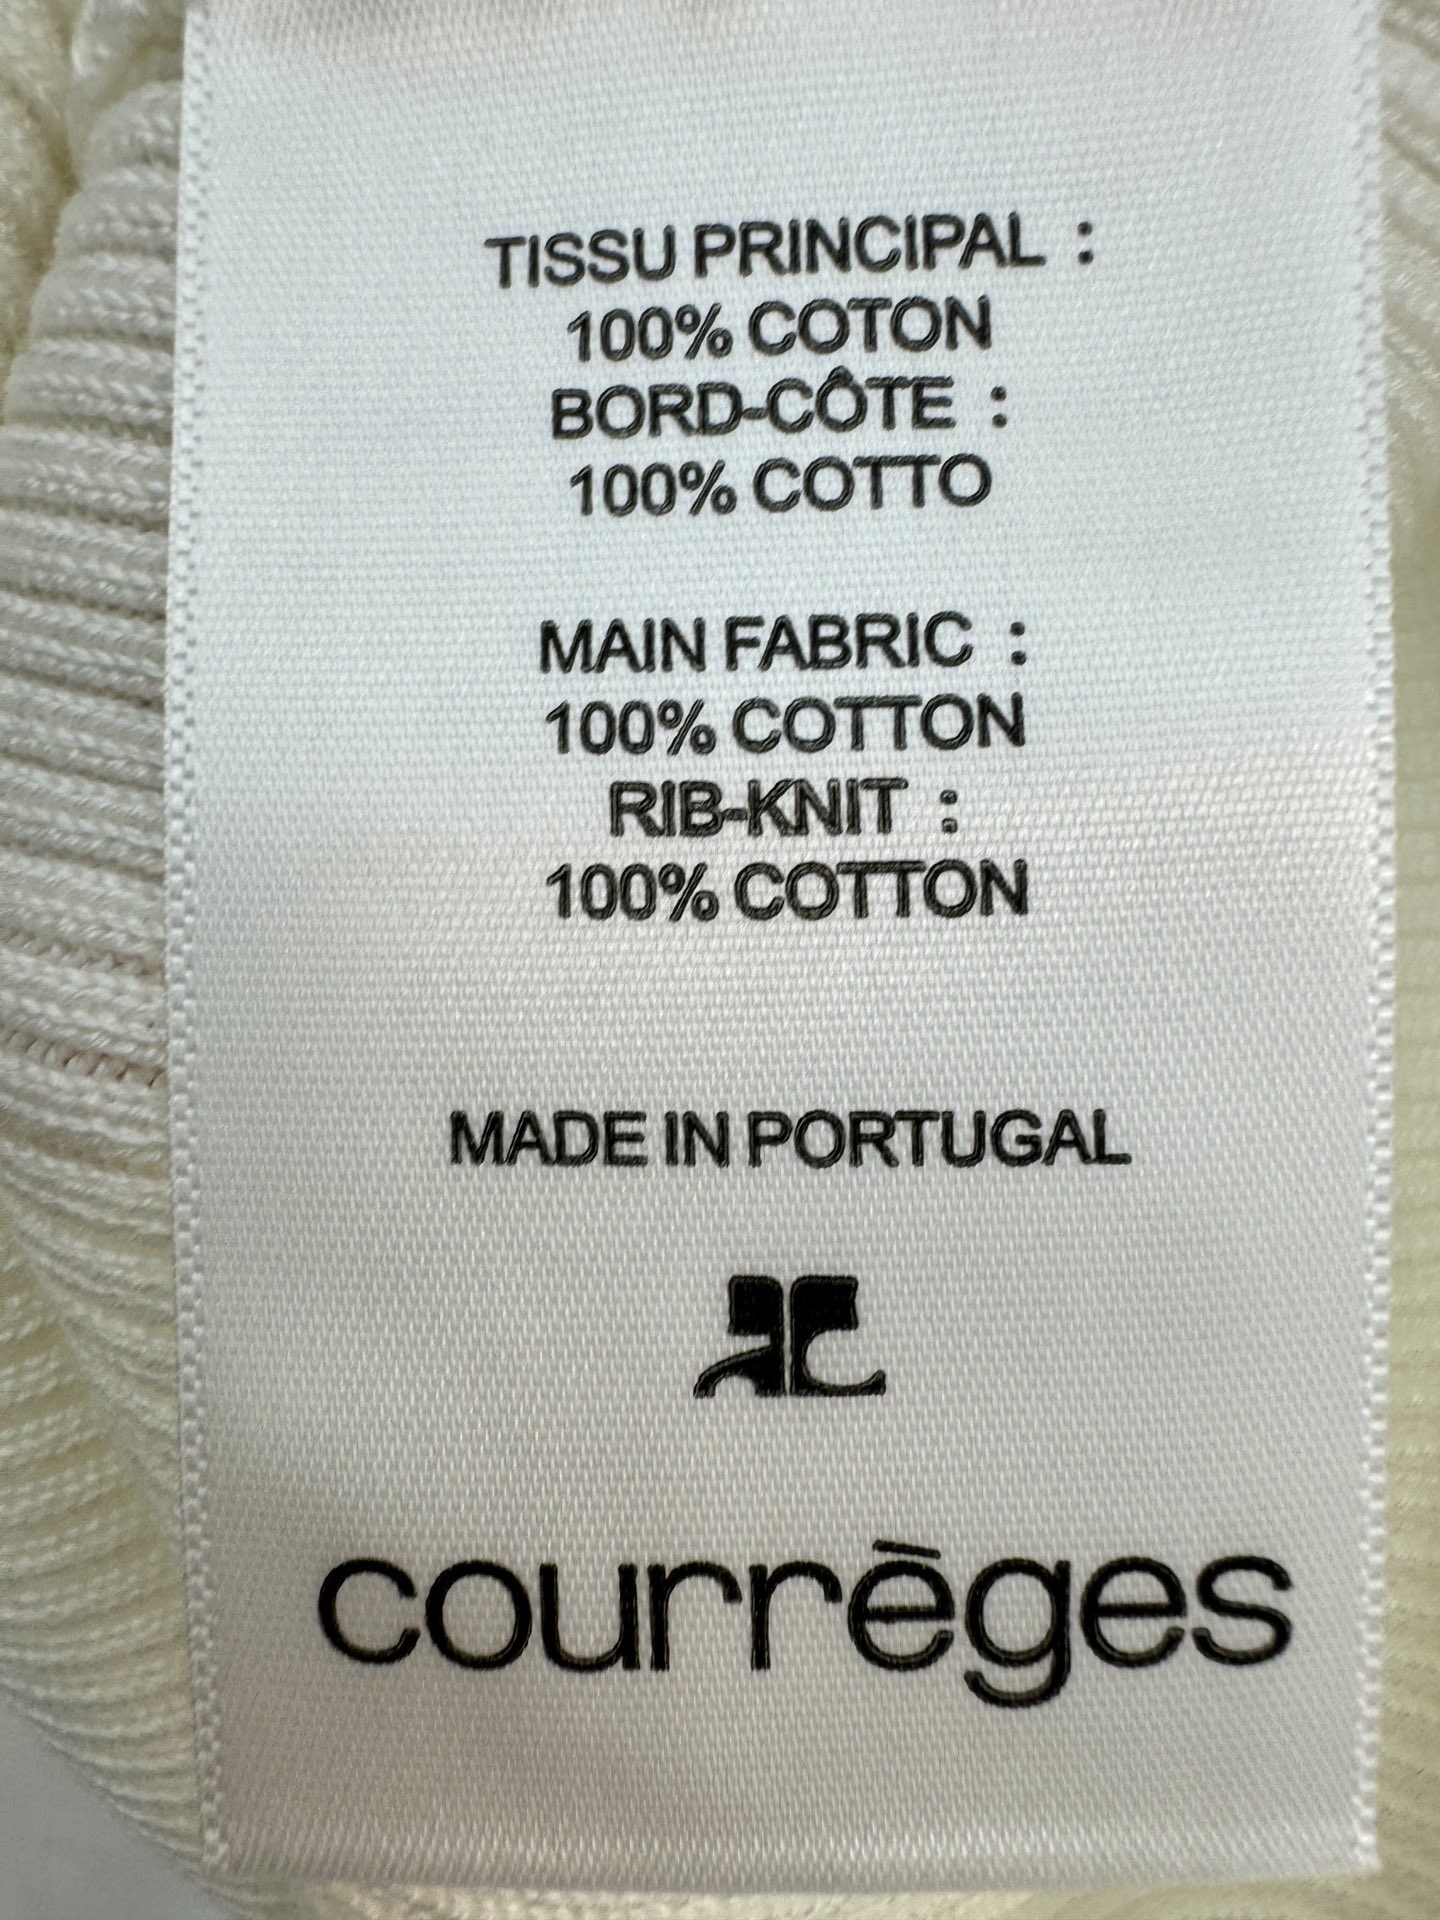 TISSU PRINCIPAL :
100% COTON
BORD-CÔTE :
100% COTTO
MAIN FABRIC :
100% COTTON
RIB-KNIT :
100% COTTON
MADE IN PORTUGAL
AC
courrèges